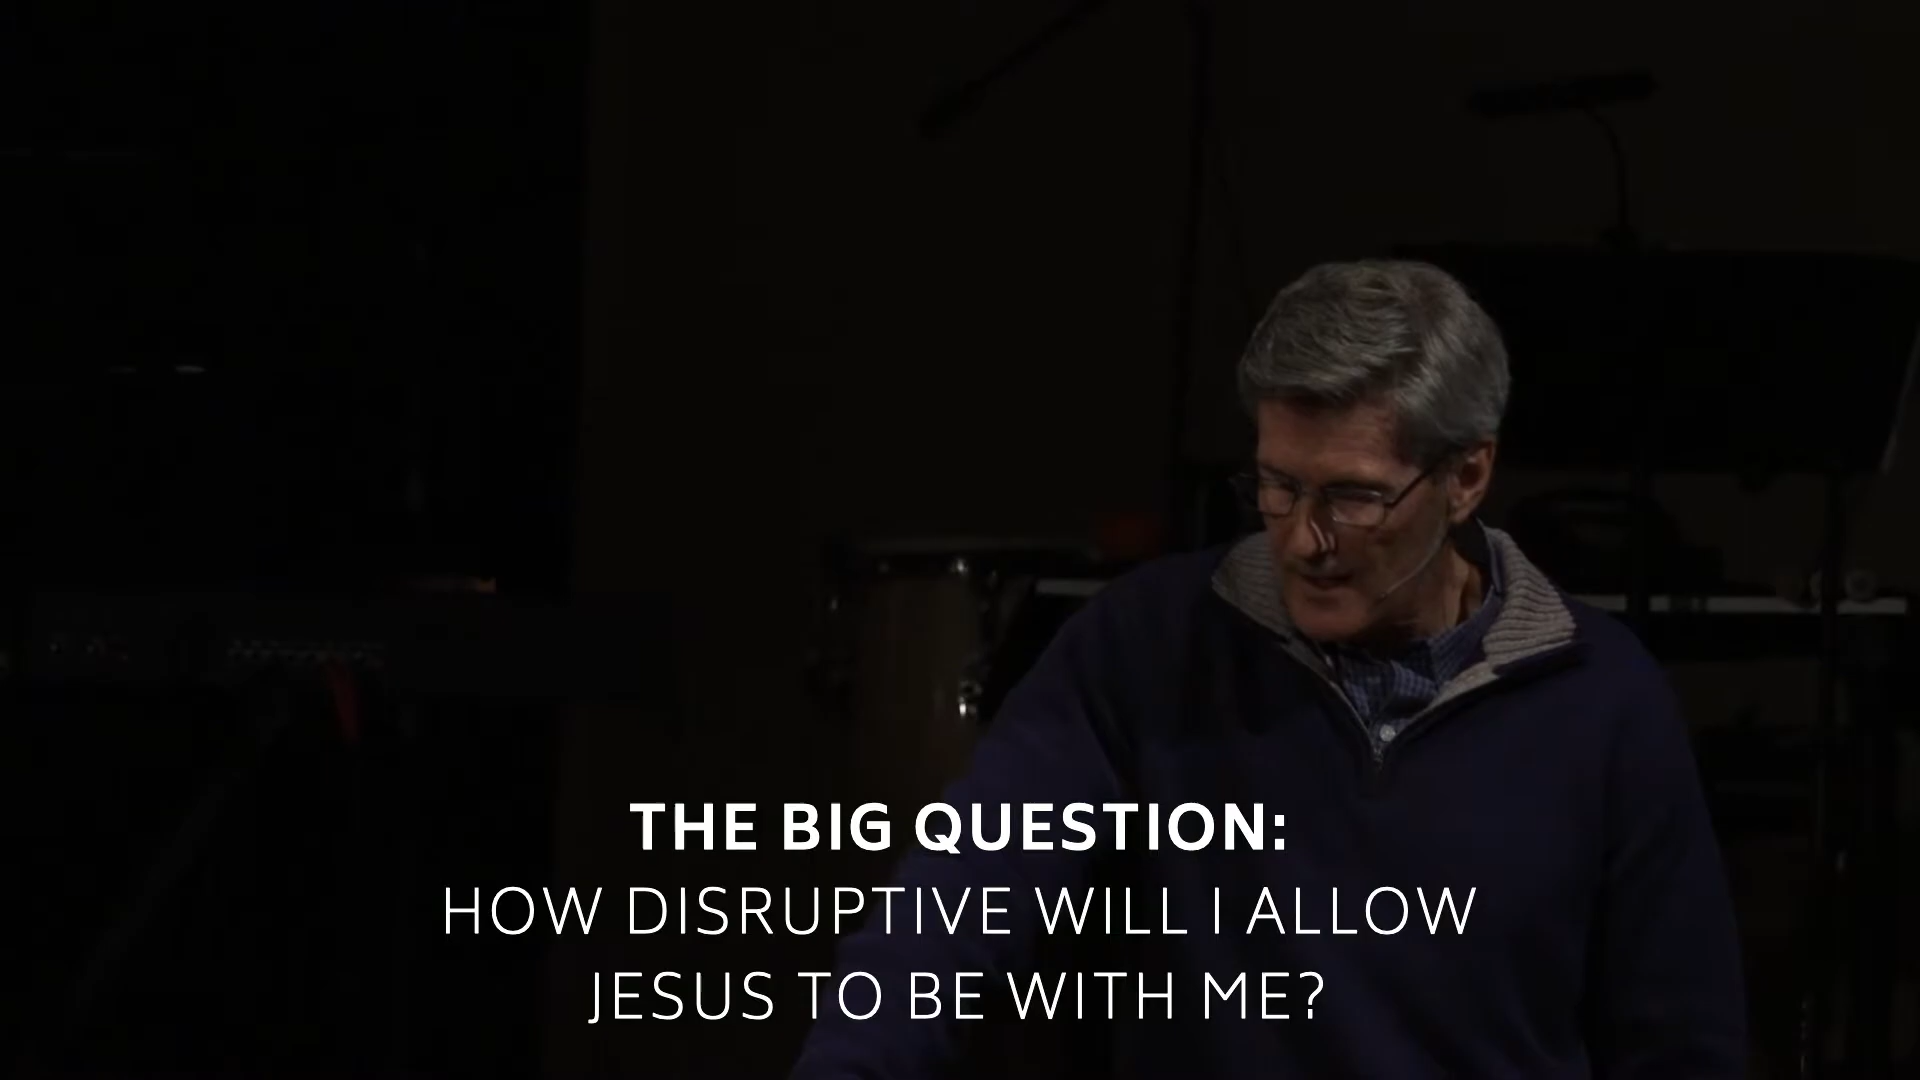 THE BIG QUESTION:
HOW DISRUPTIVE WILL I ALLOW
JESUS TO BE WITH ME?